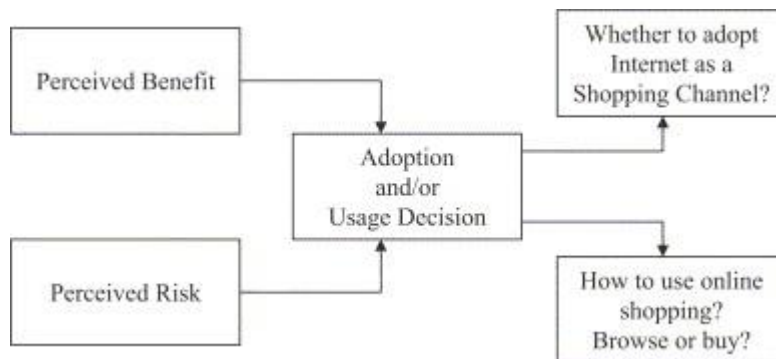 Perceived Benefit
Perceived Risk
Adoption
and/or
Usage Decision
Whether to adopt
Internet as a
Shopping Channel?
How to use online
shopping?
Browse or buy?